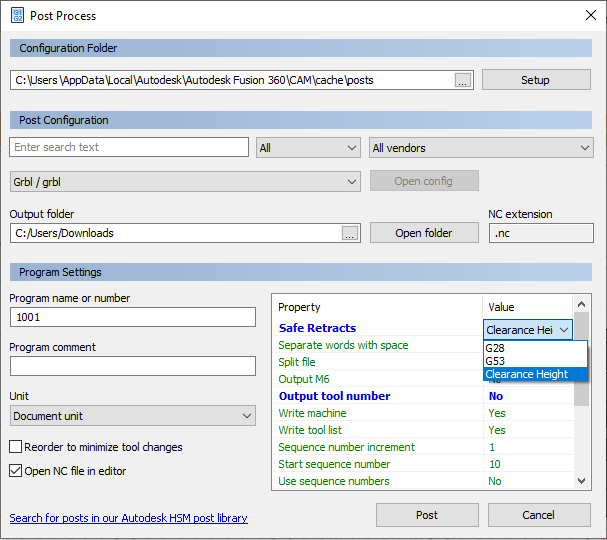 G1
G2
Post Process
Configuration Folder
C:\Users \AppData\Local\Autodesk\Autodesk Fusion 360\CAM\cache\posts
...
Setup
Post Configuration
Enter search text
All
All vendors
Grbl / grbl
Open config
Output folder
NC extension
C:/Users/Downloads
...
Open folder
.nc
Program Settings
Program name or number
1001
Program comment
Unit
Document unit
Reorder to minimize tool changes
Open NC file in editor
Property Value
Safe Retracts Clearance Hei
G28
G53
Clearance Height
Separate words with space
Split file
Output M6
Output tool number No
Write machine Yes
Write tool list Yes
Sequence number increment 1
Start sequence number 10
Use sequence numbers No
Search for posts in our Autodesk HSM post library
Post
Cancel